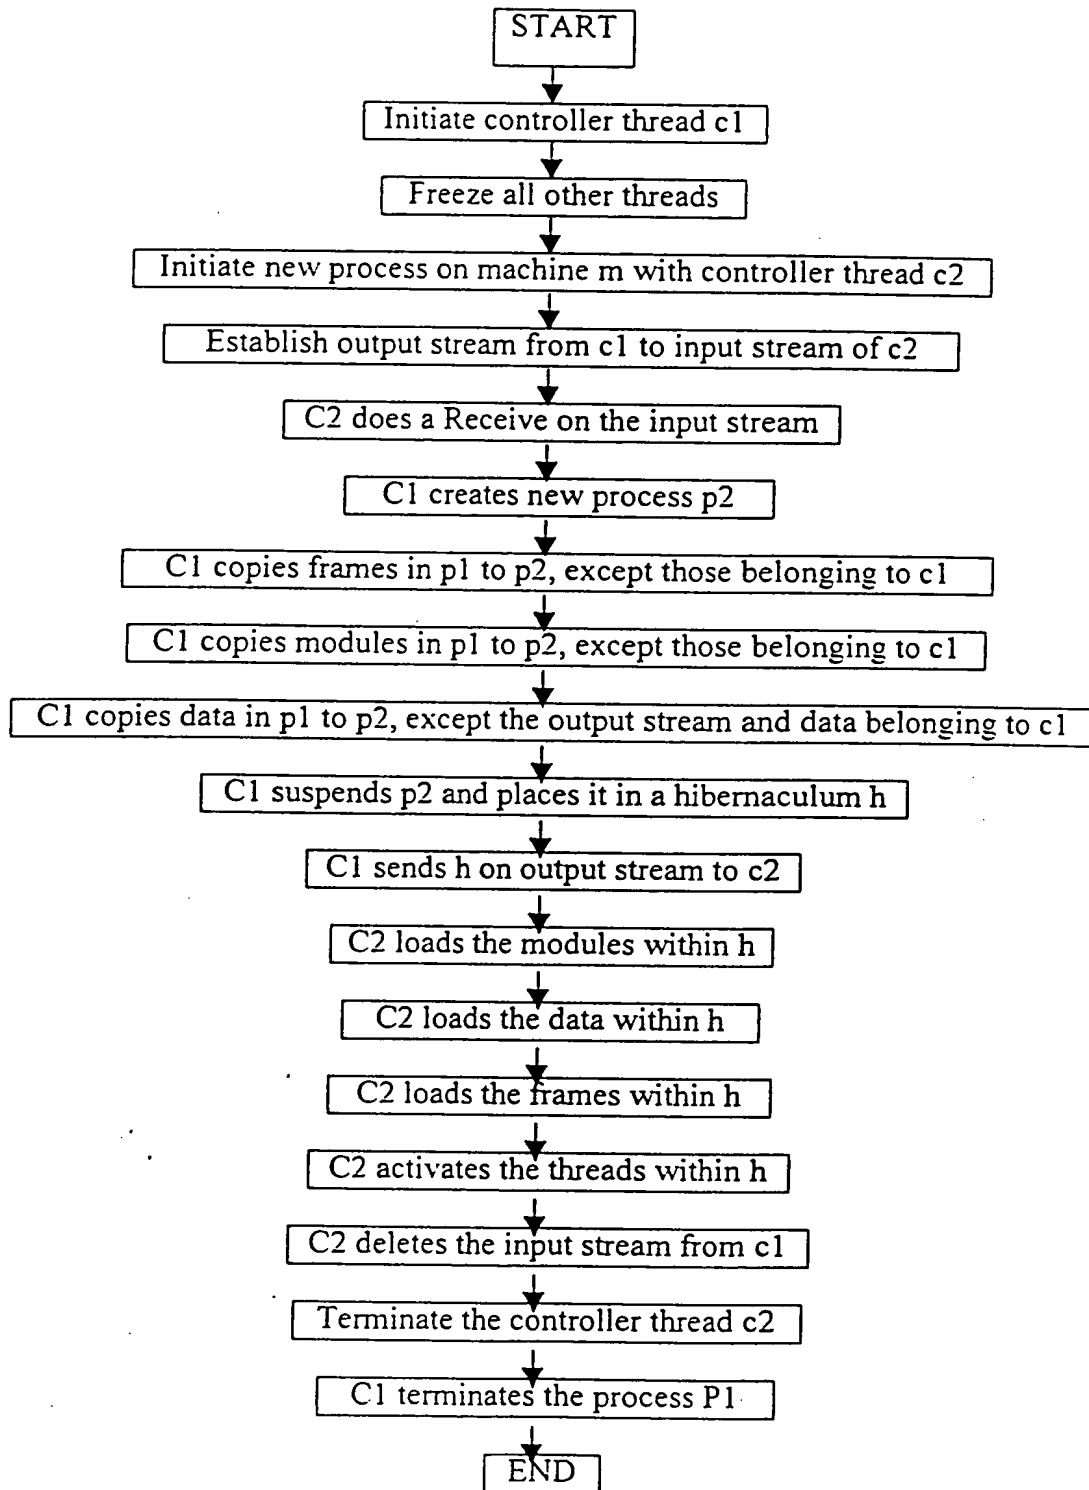 START
Initiate controller thread c1
Freeze all other threads
Initiate new process on machine m with controller thread c2
Establish output stream from c1 to input stream of c2
C2 does a Receive on the input stream
C1 creates new process p2
C1 copies frames in p1 to p2, except those belonging to c1
C1 copies modules in p1 to p2, except those belonging to c1
C1 copies data in p1 to p2, except the output stream and data belonging to c1
C1 suspends p2 and places it in a hibernaculum h
C1 sends h on output stream to c2
C2 loads the modules within h
C2 loads the data within h
C2 loads the frames within h
C2 activates the threads within h
C2 deletes the input stream from c1
Terminate the controller thread c2
C1 terminates the process P1
END